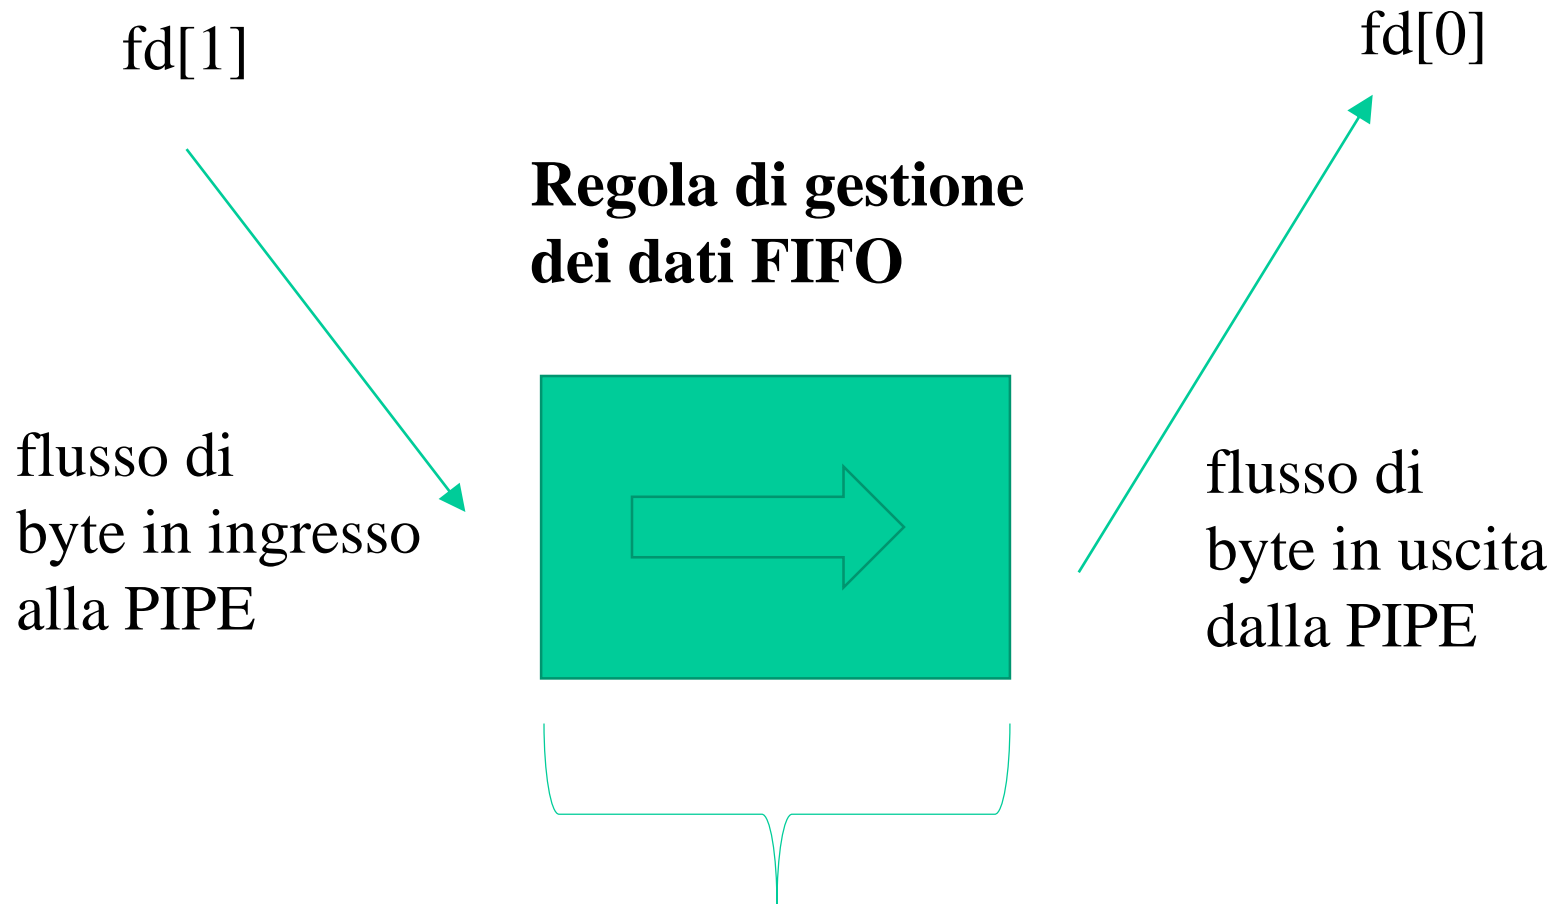 fd[1]
fd[0]
Regola di gestione
dei dati FIFO
flusso di
byte in ingresso
alla PIPE
flusso di
byte in uscita
dalla PIPE